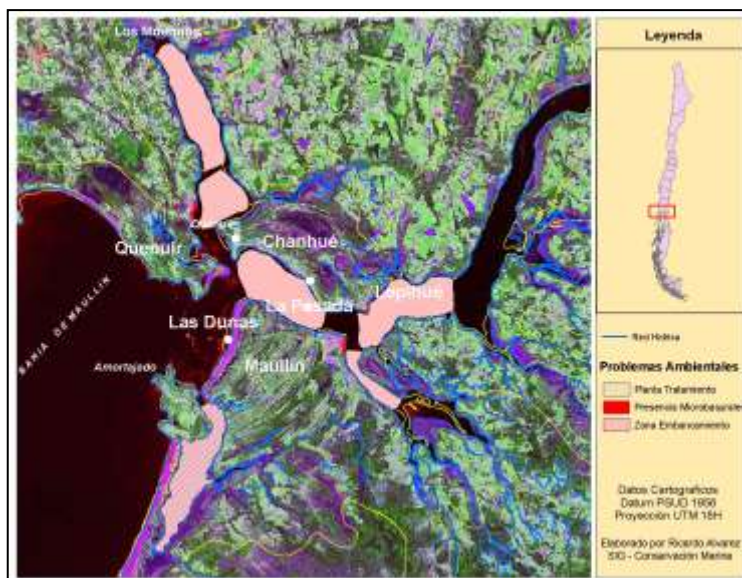 Los Molinos
Quenuir
Chanhué
La Pasada
Lepihue
BAHIA DE MAULLIN
Las Dunas
Maullín
Amortajado
Leyenda
Red Hidrica
Problemas Ambientales
Planta Tratamiento
Presencia Microbasurales
Zona Embancamiento
Datos Cartograficos
Datum PSUD 1956
Proyección UTM 18H
Elaborado por Ricardo Alvarez
SIG - Conservación Marina